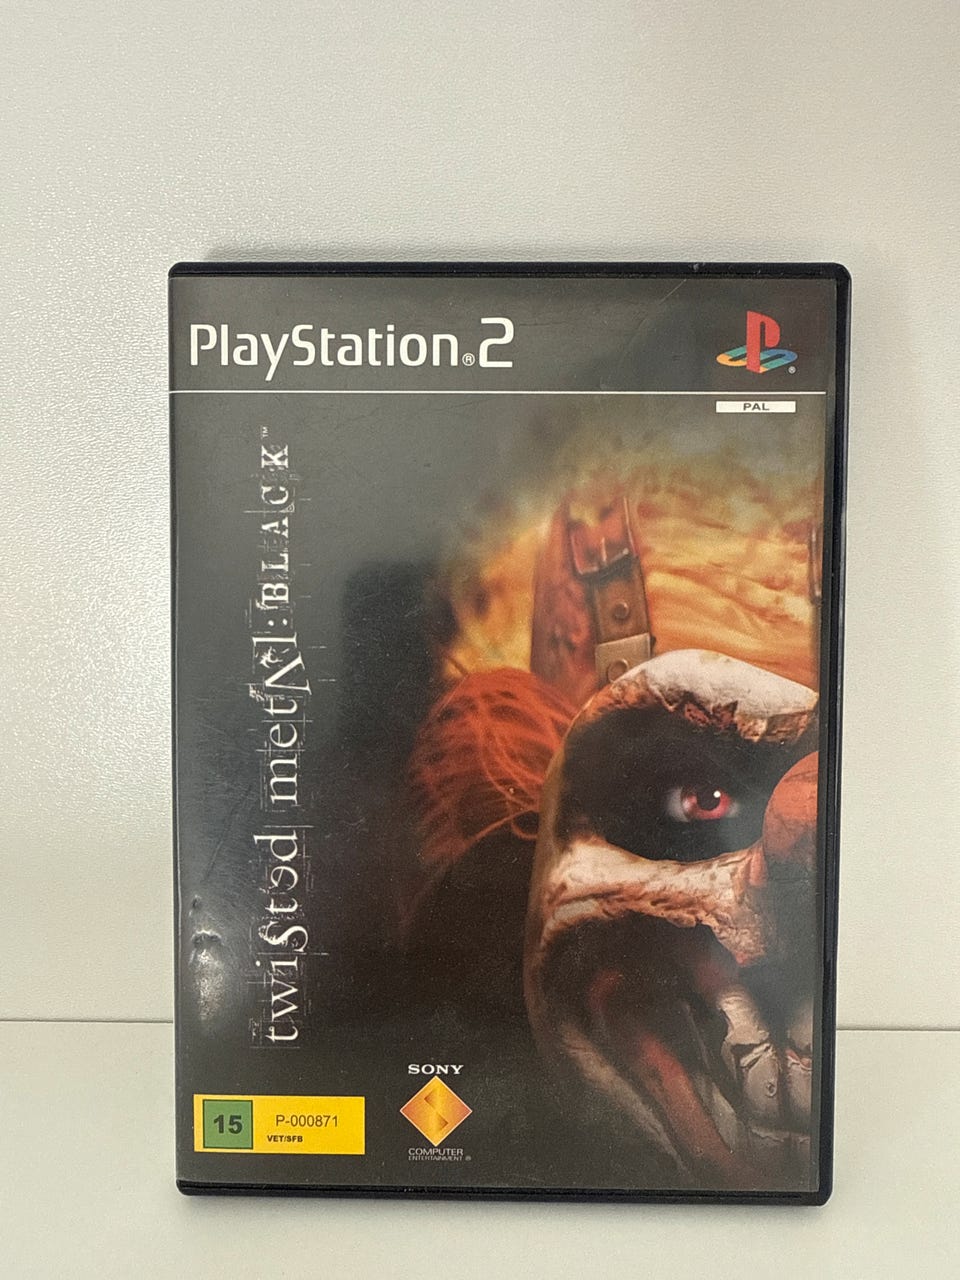 PlayStation®2
PAL
twisted metal: BLACK™
SONY
COMPUTER
ENTERTAINMENT ®
15
P-000871
VET/SFB